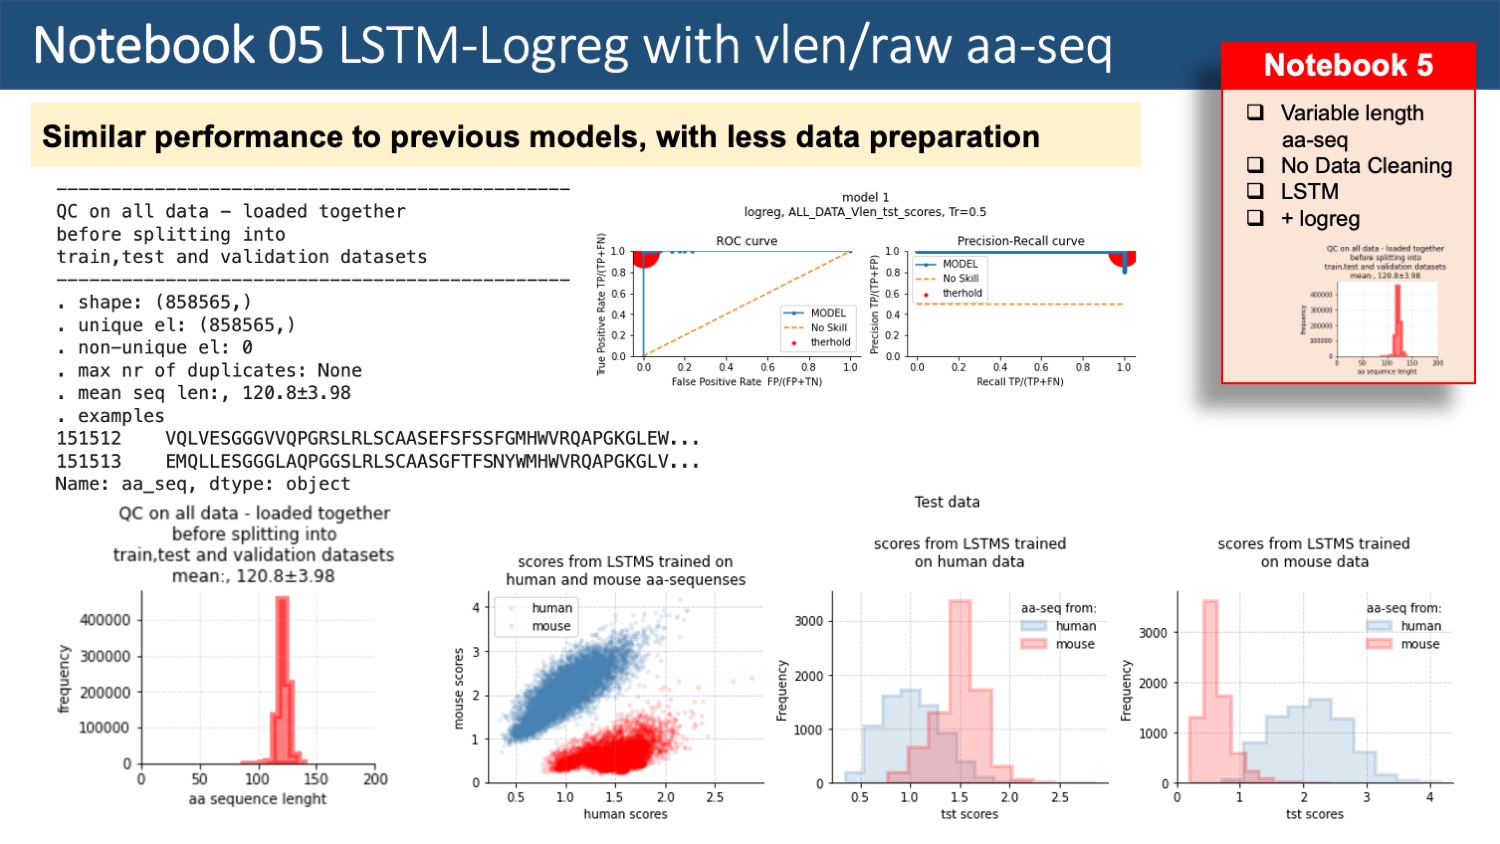 Notebook 05 LSTM-Logreg with vlen/raw aa-seq
Notebook 5
Variable length
aa-seq
No Data Cleaning
LSTM
+ logreg
QC on all data - loaded together
before splitting into
train,test and validation datasets
mean:, 120.8±3.98
400000
300000
200000
100000
0
Frequency
0 50 100 150 200
aa sequence lenght
Similar performance to previous models, with less data preparation
QC on all data - loaded together
before splitting into
train,test and validation datasets
. shape: (858565,)
. unique el: (858565,)
. non-unique el: 0
. max nr of duplicates: None
. mean seq len:, 120.8±3.98
. examples
151512 VQLVESGGGVVQPGRSLRLSCAASEFSFSSFGMHWVRQAPGKGLEW...
151513 EMQLLESGGGLAQPGGSLRLSCAASGFTFSNYWMHWVRQAPGKGLV...
Name: aa_seq, dtype: object
model 1
logreg, ALL_DATA_Vlen_tst_scores, Tr=0.5
ROC curve
True Positive Rate TP/(TP+FN)
1.0
0.8
0.6
0.4
0.2
0.0
MODEL
No Skill
therhold
0.0 0.2 0.4 0.6 0.8 1.0
False Positive Rate FP/(FP+TN)
Precision-Recall curve
Precision TP/(TP+FP)
1.0
0.8
0.6
0.4
0.2
0.0
MODEL
No Skill
therhold
0.0 0.2 0.4 0.6 0.8 1.0
Recall TP/(TP+FN)
QC on all data - loaded together
before splitting into
train,test and validation datasets
mean:, 120.8±3.98
frequency
400000
300000
200000
100000
0
0 50 100 150 200
aa sequence lenght
scores from LSTMS trained on
human and mouse aa-sequenses
human
mouse
mouse scores
4
3
2
1
0
0.5 1.0 1.5 2.0 2.5
human scores
Test data
scores from LSTMS trained
on human data
aa-seq from:
human
mouse
Frequency
3000
2000
1000
0
0.5 1.0 1.5 2.0 2.5
tst scores
scores from LSTMS trained
on mouse data
aa-seq from:
human
mouse
Frequency
3000
2000
1000
0
0 1 2 3 4
tst scores